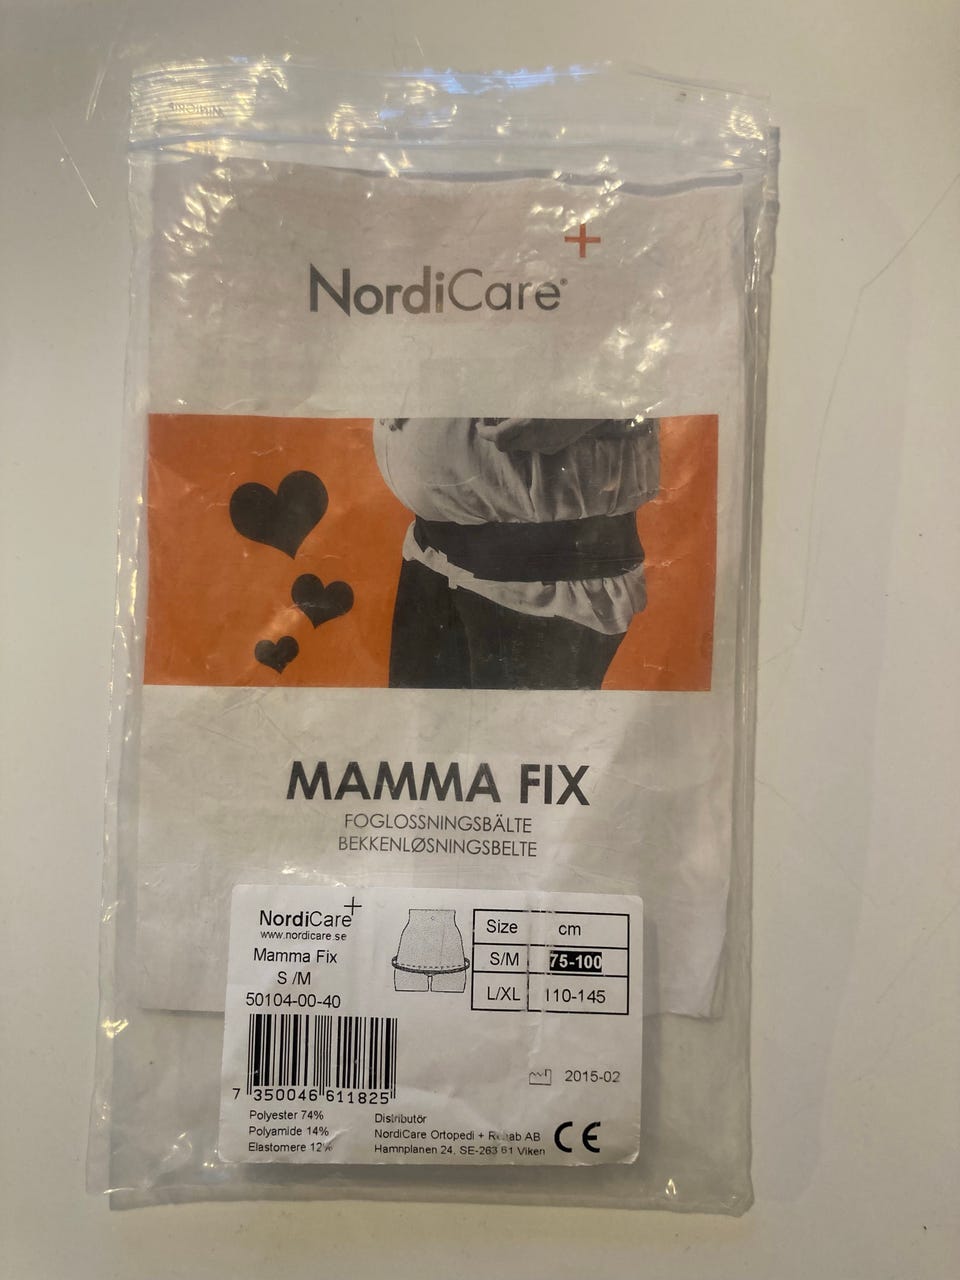 NordiCare®
MAMMA FIX
FOGLOSSNINGSBÄLTE
BEKKENLØSNINGSBELTE
NordiCare
www.nordicare.se
Mamma Fix
S /M
50104-00-40
Size cm
S/M 75-100
L/XL 110-145
2015-02
7 350046 611825
Polyester 74%
Polyamide 14%
Elastomere 12%
Distributör
NordiCare Ortopedi + Rehab AB
Hamnplanen 24, SE-263 61 Viken
CE